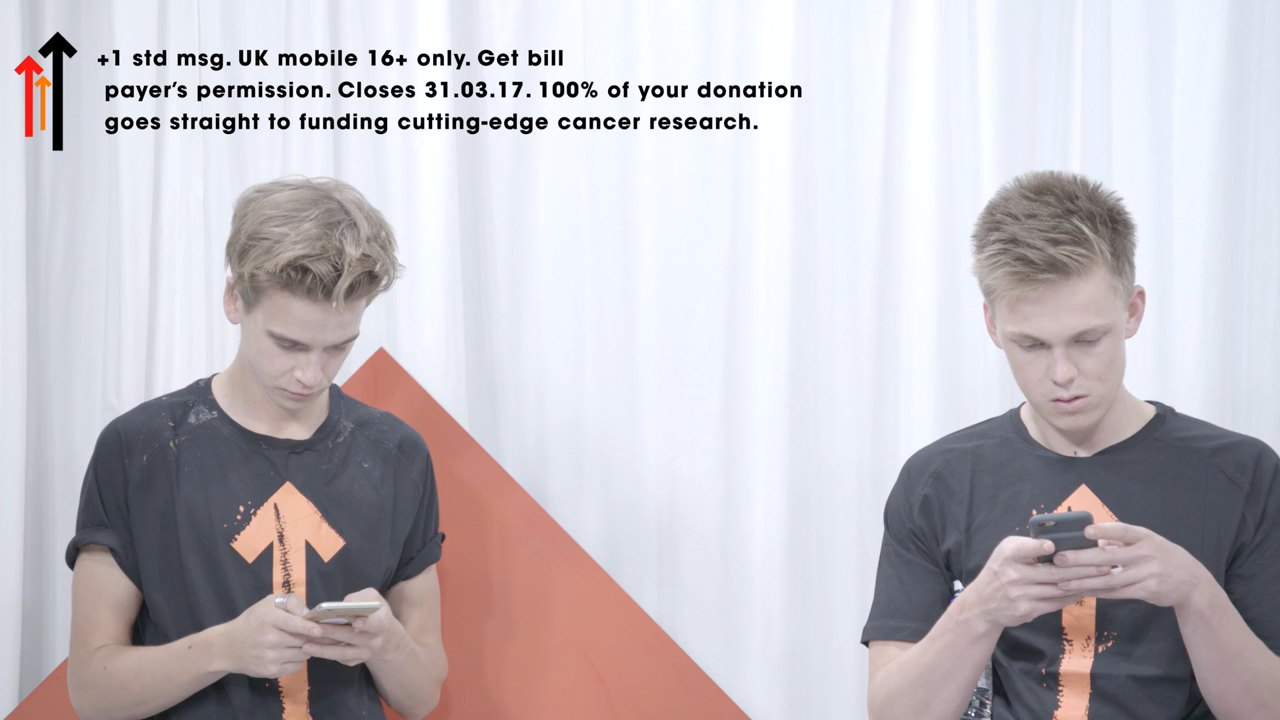 +1 std msg. UK mobile 16+ only. Get bill
payer’s permission. Closes 31.03.17. 100% of your donation
goes straight to funding cutting-edge cancer research.